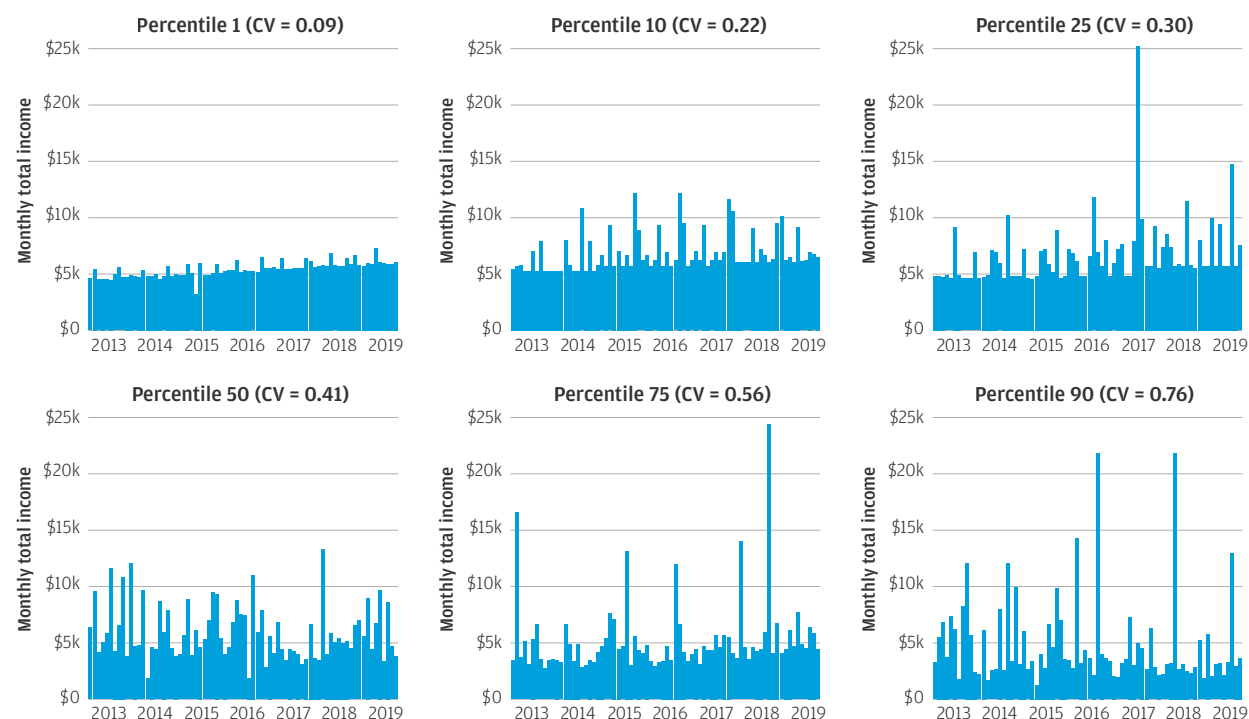 Percentile 1 (CV = 0.09)
Monthly total income
$25k
$20k
$15k
$10k
$5k
$0
2013 2014 2015 2016 2017 2018 2019
Percentile 10 (CV = 0.22)
Monthly total income
$25k
$20k
$15k
$10k
$5k
$0
2013 2014 2015 2016 2017 2018 2019
Percentile 25 (CV = 0.30)
Monthly total income
$25k
$20k
$15k
$10k
$5k
$0
2013 2014 2015 2016 2017 2018 2019
Percentile 50 (CV = 0.41)
Monthly total income
$25k
$20k
$15k
$10k
$5k
$0
2013 2014 2015 2016 2017 2018 2019
Percentile 75 (CV = 0.56)
Monthly total income
$25k
$20k
$15k
$10k
$5k
$0
2013 2014 2015 2016 2017 2018 2019
Percentile 90 (CV = 0.76)
Monthly total income
$25k
$20k
$15k
$10k
$5k
$0
2013 2014 2015 2016 2017 2018 2019